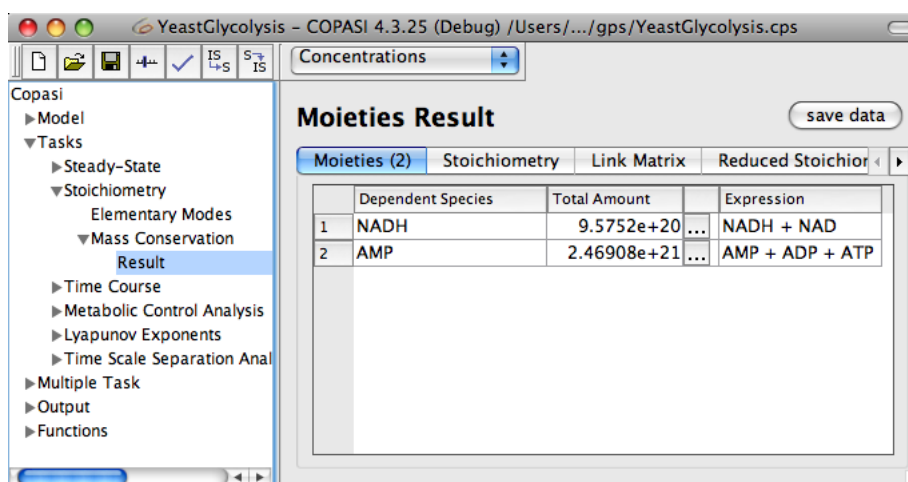 YeastGlycolysis - COPASI 4.3.25 (Debug) /Users/.../gps/YeastGlycolysis.cps
IS S S IS
Concentrations
Copasi
Model
Tasks
Steady-State
Stoichiometry
Elementary Modes
Mass Conservation
Result
Time Course
Metabolic Control Analysis
Lyapunov Exponents
Time Scale Separation Anal
Multiple Task
Output
Functions
Moieties Result
save data
Moieties (2) Stoichiometry Link Matrix Reduced Stoichior
Dependent Species Total Amount Expression
1 NADH 9.5752e+20 ... NADH + NAD
2 AMP 2.46908e+21 ... AMP + ADP + ATP